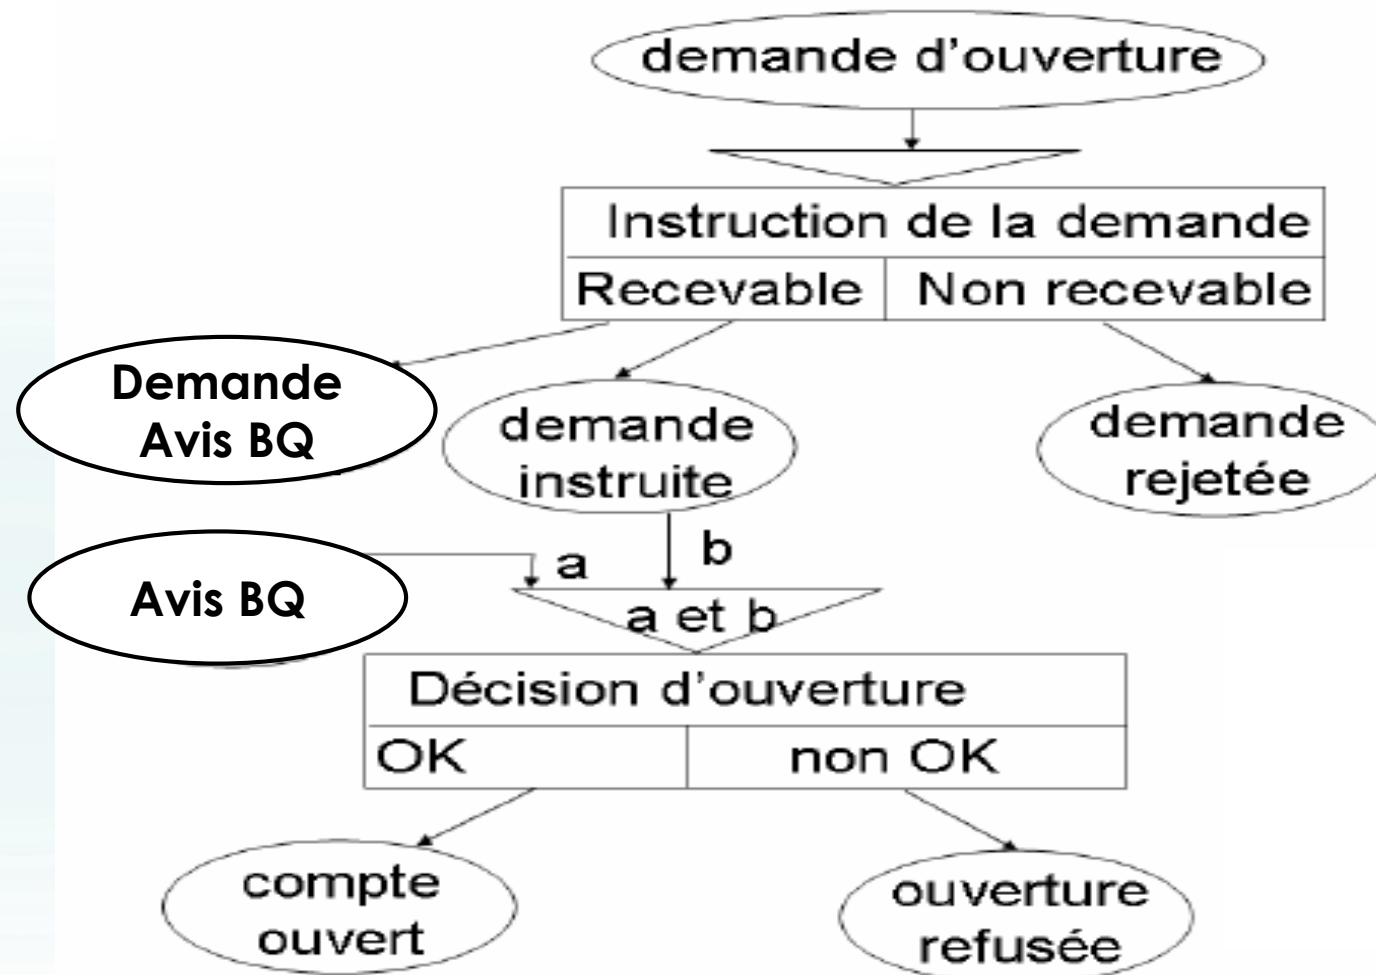 demande d'ouverture
Instruction de la demande
Recevable
Non recevable
Demande
Avis BQ
demande
instruite
demande
rejetée
Avis BQ
a
b
a et b
Décision d'ouverture
OK
non OK
compte
ouvert
ouverture
refusée